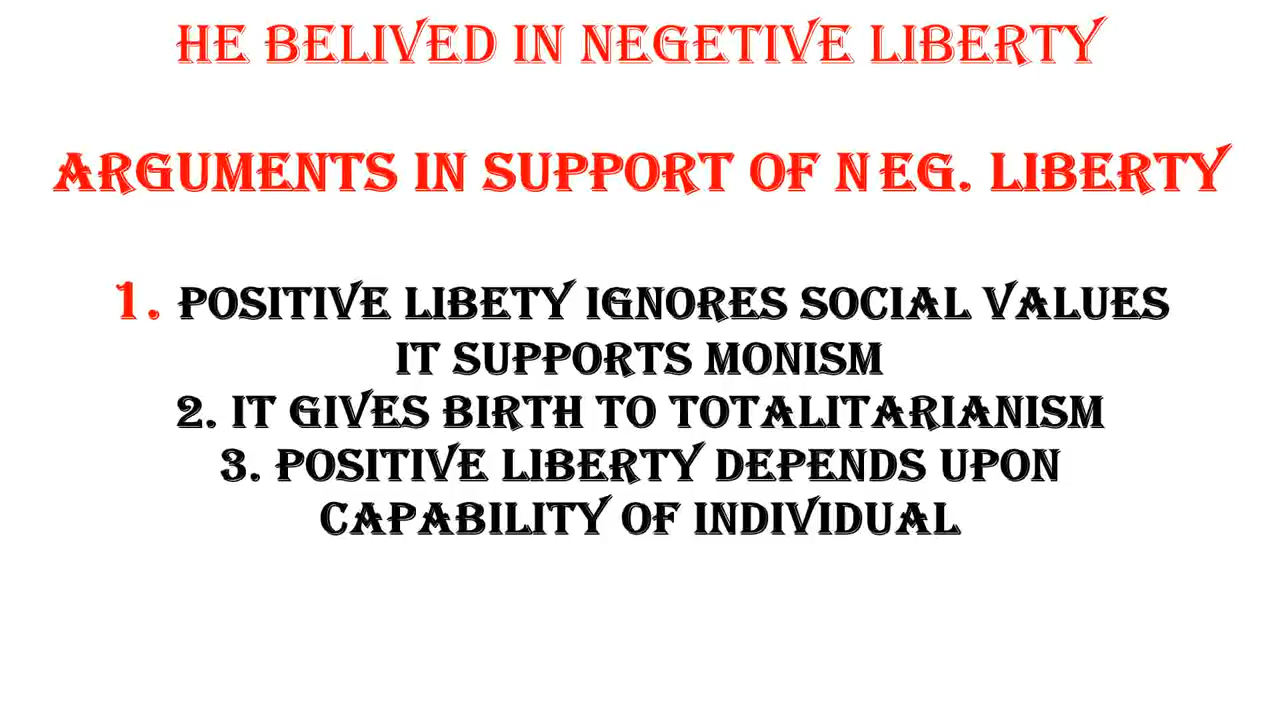 HE BELIVED IN NEGETIVE LIBERTY
ARGUMENTS IN SUPPORT OF NEG. LIBERTY
1. POSITIVE LIBETY IGNORES SOCIAL VALUES
IT SUPPORTS MONISM
2. IT GIVES BIRTH TO TOTALITARIANISM
3. POSITIVE LIBERTY DEPENDS UPON
CAPABILITY OF INDIVIDUAL